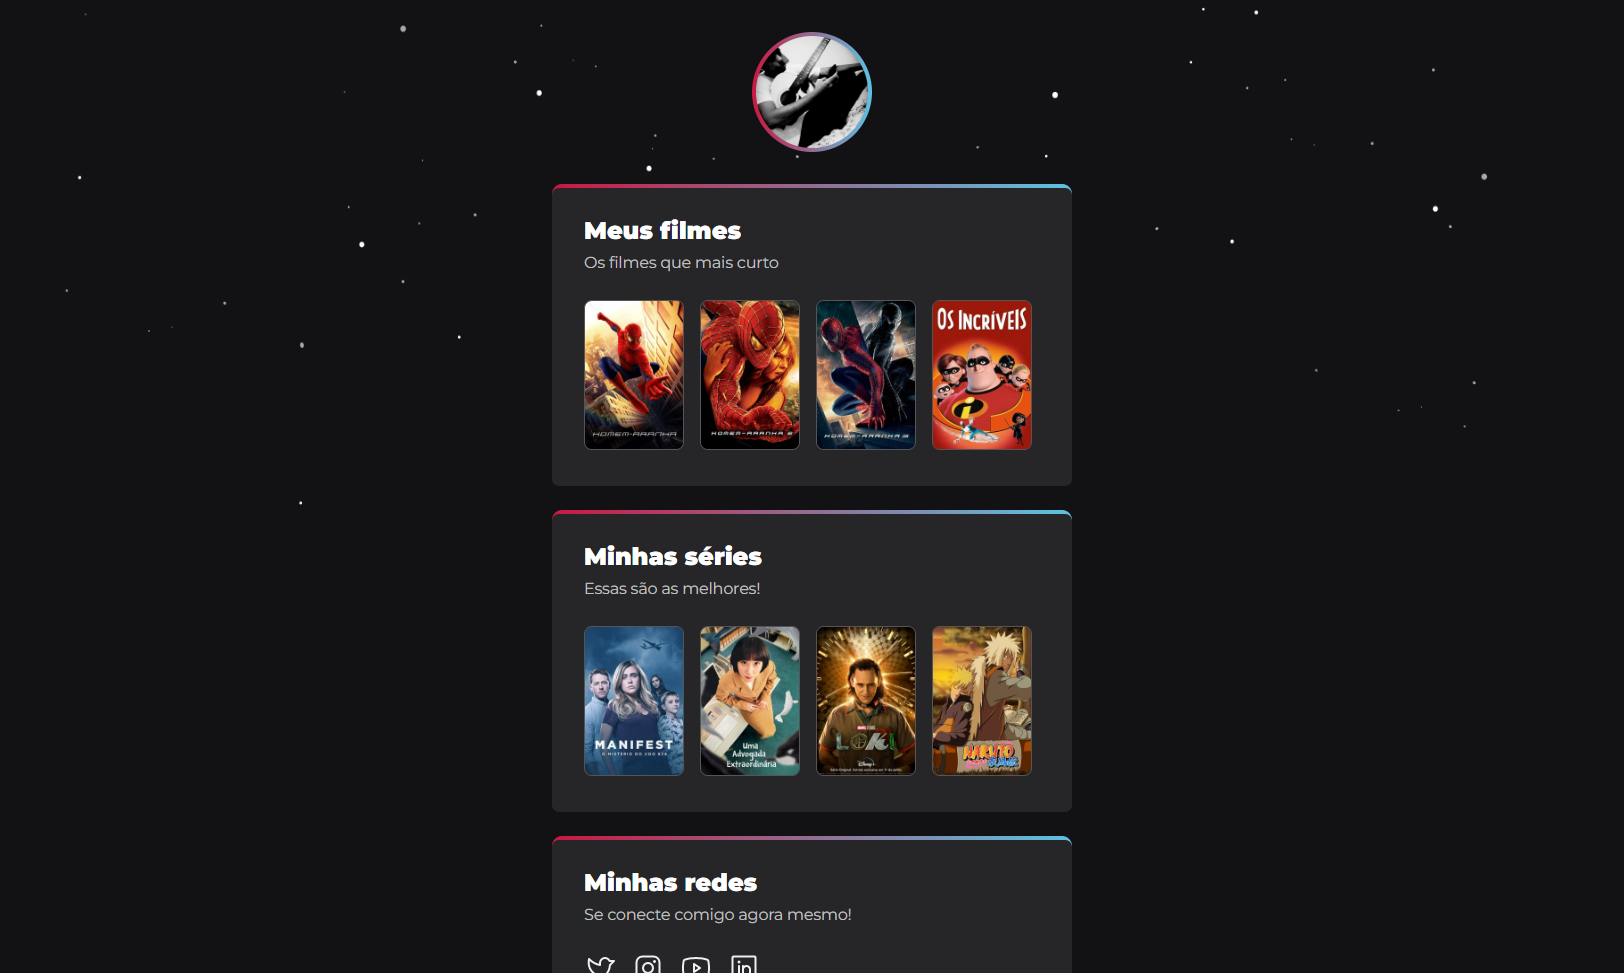 Meus filmes
Os filmes que mais curto
HOMEM-ARANHA
HOMEM-ARANHA 2
HOMEM-ARANHA 3
OS INCRÍVEIS
Minhas séries
Essas são as melhores!
MANIFEST
O MISTÉRIO DO VOO 828
Uma
Advogada
Extraordinária
LOKI
Disney+
NARUTO
Minhas redes
Se conecte comigo agora mesmo!
in